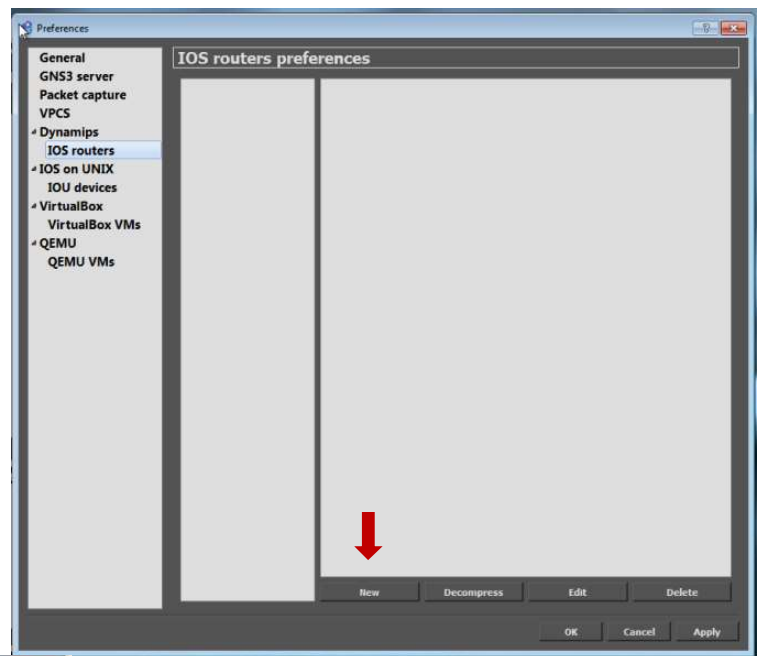 Preferences
General
GNS3 server
Packet capture
VPCS
Dynamips
IOS routers
IOS on UNIX
IOU devices
VirtualBox
VirtualBox VMs
QEMU
QEMU VMs
IOS routers preferences
New Decompress Edit Delete
OK Cancel Apply